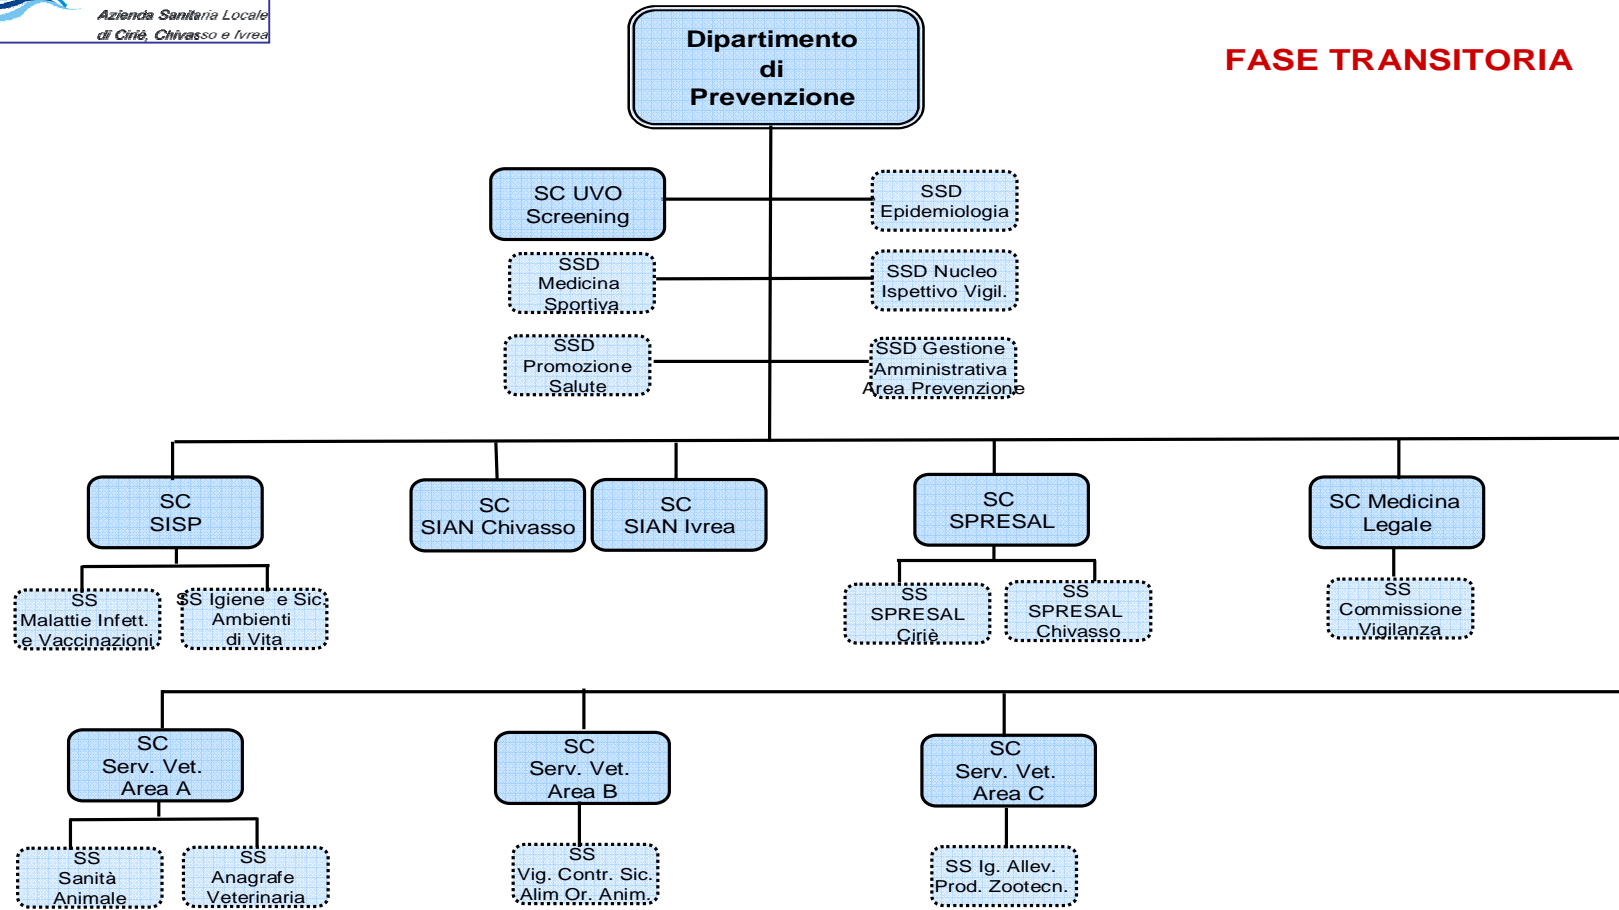 Azienda Sanitaria Locale
di Ciriè, Chivasso e Ivrea
Dipartimento
di
Prevenzione
FASE TRANSITORIA
SC UVO
Screening
SSD
Epidemiologia
SSD
Medicina
Sportiva
SSD Nucleo
Ispettivo Vigil.
SSD
Promozione
Salute
SSD Gestione
Amministrativa
Area Prevenzione
SC
SISP
SC
SIAN Chivasso
SC
SIAN Ivrea
SC
SPRESAL
SC Medicina
Legale
SS
Malattie Infett.
e Vaccinazioni
SS Igiene e Sic.
Ambienti
di Vita
SS
SPRESAL
Ciriè
SS
SPRESAL
Chivasso
SS
Commissione
Vigilanza
SC
Serv. Vet.
Area A
SC
Serv. Vet.
Area B
SC
Serv. Vet.
Area C
SS
Sanità
Animale
SS
Anagrafe
Veterinaria
SS
Vig. Contr. Sic.
Alim Or. Anim.
SS Ig. Allev.
Prod. Zootecn.